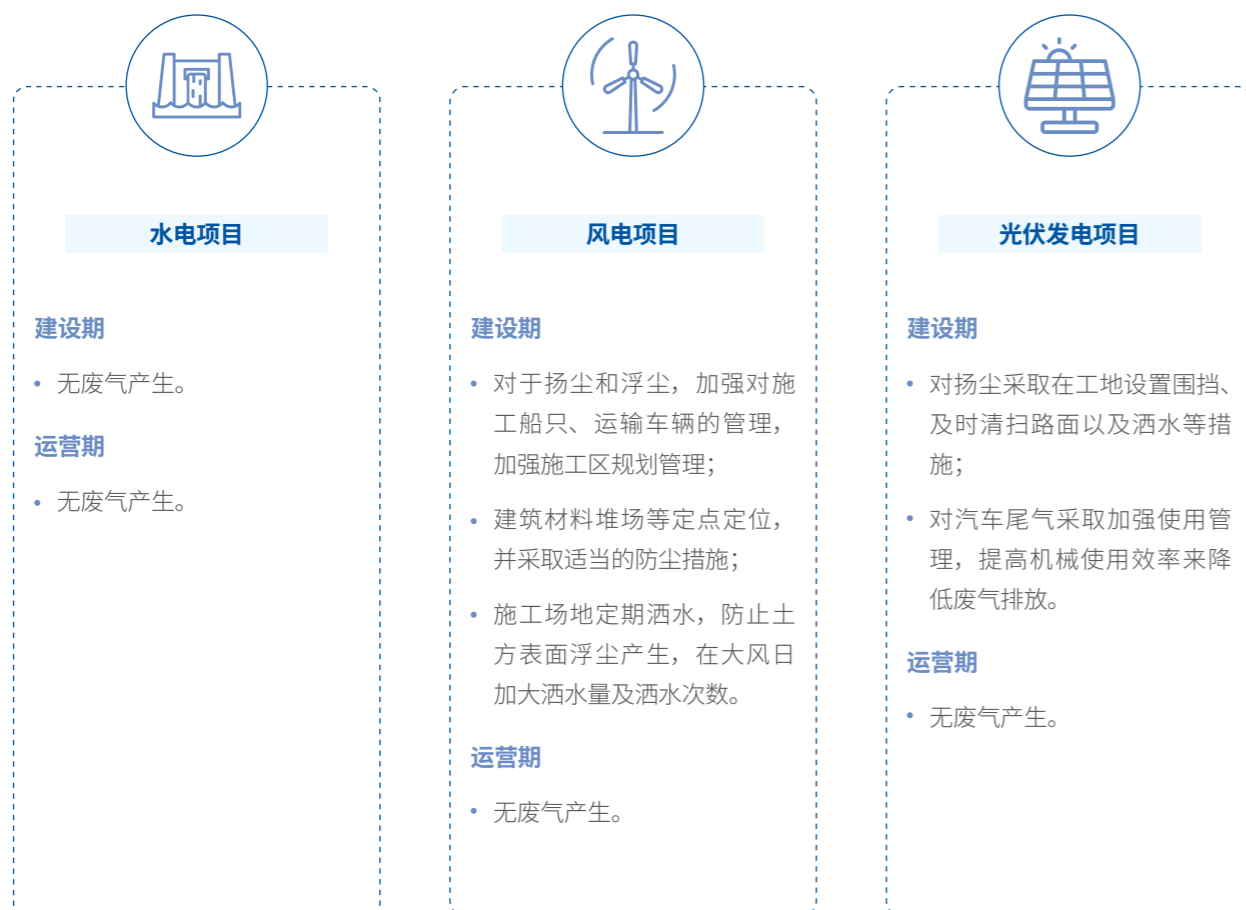 水电项目
建设期
• 无废气产生。
运营期
• 无废气产生。
风电项目
建设期
• 对于扬尘和浮尘，加强对施
工船只、运输车辆的管理，
加强施工区规划管理；
• 建筑材料堆场等定点定位，
并采取适当的防尘措施；
• 施工场地定期洒水，防止土
方表面浮尘产生，在大风日
加大洒水量及洒水次数。
运营期
• 无废气产生。
光伏发电项目
建设期
• 对扬尘采取在工地设置围挡、
及时清扫路面以及洒水等措
施；
• 对汽车尾气采取加强使用管
理，提高机械使用效率来降
低废气排放。
运营期
• 无废气产生。